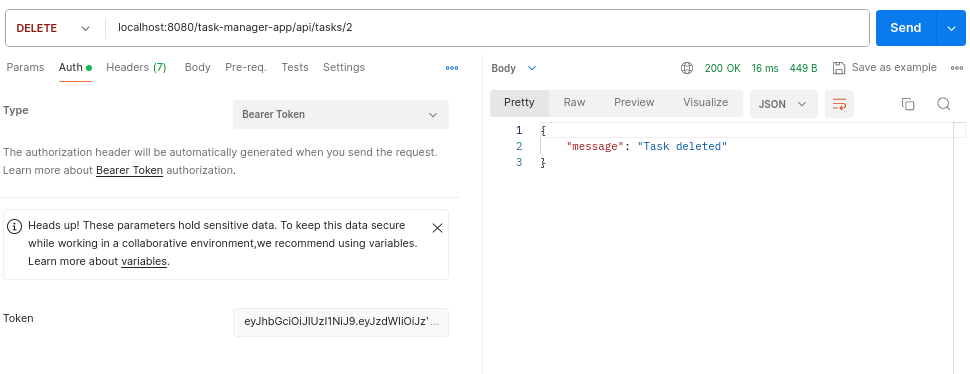 DELETE localhost:8080/task-manager-app/api/tasks/2 Send
Params Auth Headers (7) Body Pre-req. Tests Settings
Type Bearer Token
The authorization header will be automatically generated when you send the request.
Learn more about Bearer Token authorization.
Heads up! These parameters hold sensitive data. To keep this data secure
while working in a collaborative environment,we recommend using variables.
Learn more about variables.
Token eyJhbGciOiJIUzI1NiJ9.eyJzdWIiOiJz...
Body 200 OK 16 ms 449 B Save as example
Pretty Raw Preview Visualize JSON
1 {
2 "message": "Task deleted"
3 }